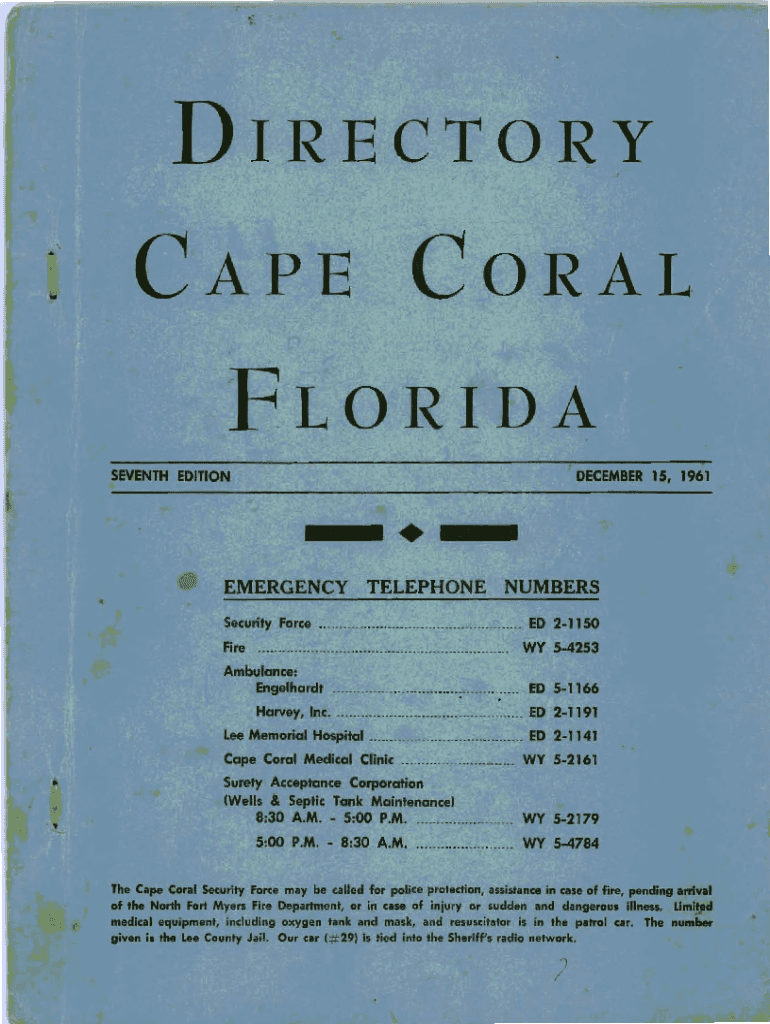 DIRECTORY
CAPE CORAL
FLORIDA
SEVENTH EDITION DECEMBER 15, 1961
EMERGENCY TELEPHONE NUMBERS
Security Force ........ ED 2-1150
Fire ........ WY 5-4253
Ambulance:
Engelhardt ........ ED 5-1166
Harvey, Inc. ........ ED 2-1191
Lee Memorial Hospital ........ ED 2-1141
Cape Coral Medical Clinic ........ WY 5-2161
Surety Acceptance Corporation
(Wells & Septic Tank Maintenance)
8:30 A.M. - 5:00 P.M. ........ WY 5-2179
5:00 P.M. - 8:30 A.M. ........ WY 5-4784
The Cape Coral Security Force may be called for police protection, assistance in case of fire, pending arrival
of the North Fort Myers Fire Department, or in case of injury or sudden and dangerous illness. Limited
medical equipment, including oxygen tank and mask, and resuscitator is in the patrol car. The number
given is the Lee County Jail. Our car (#29) is tied into the Sheriff's radio network.